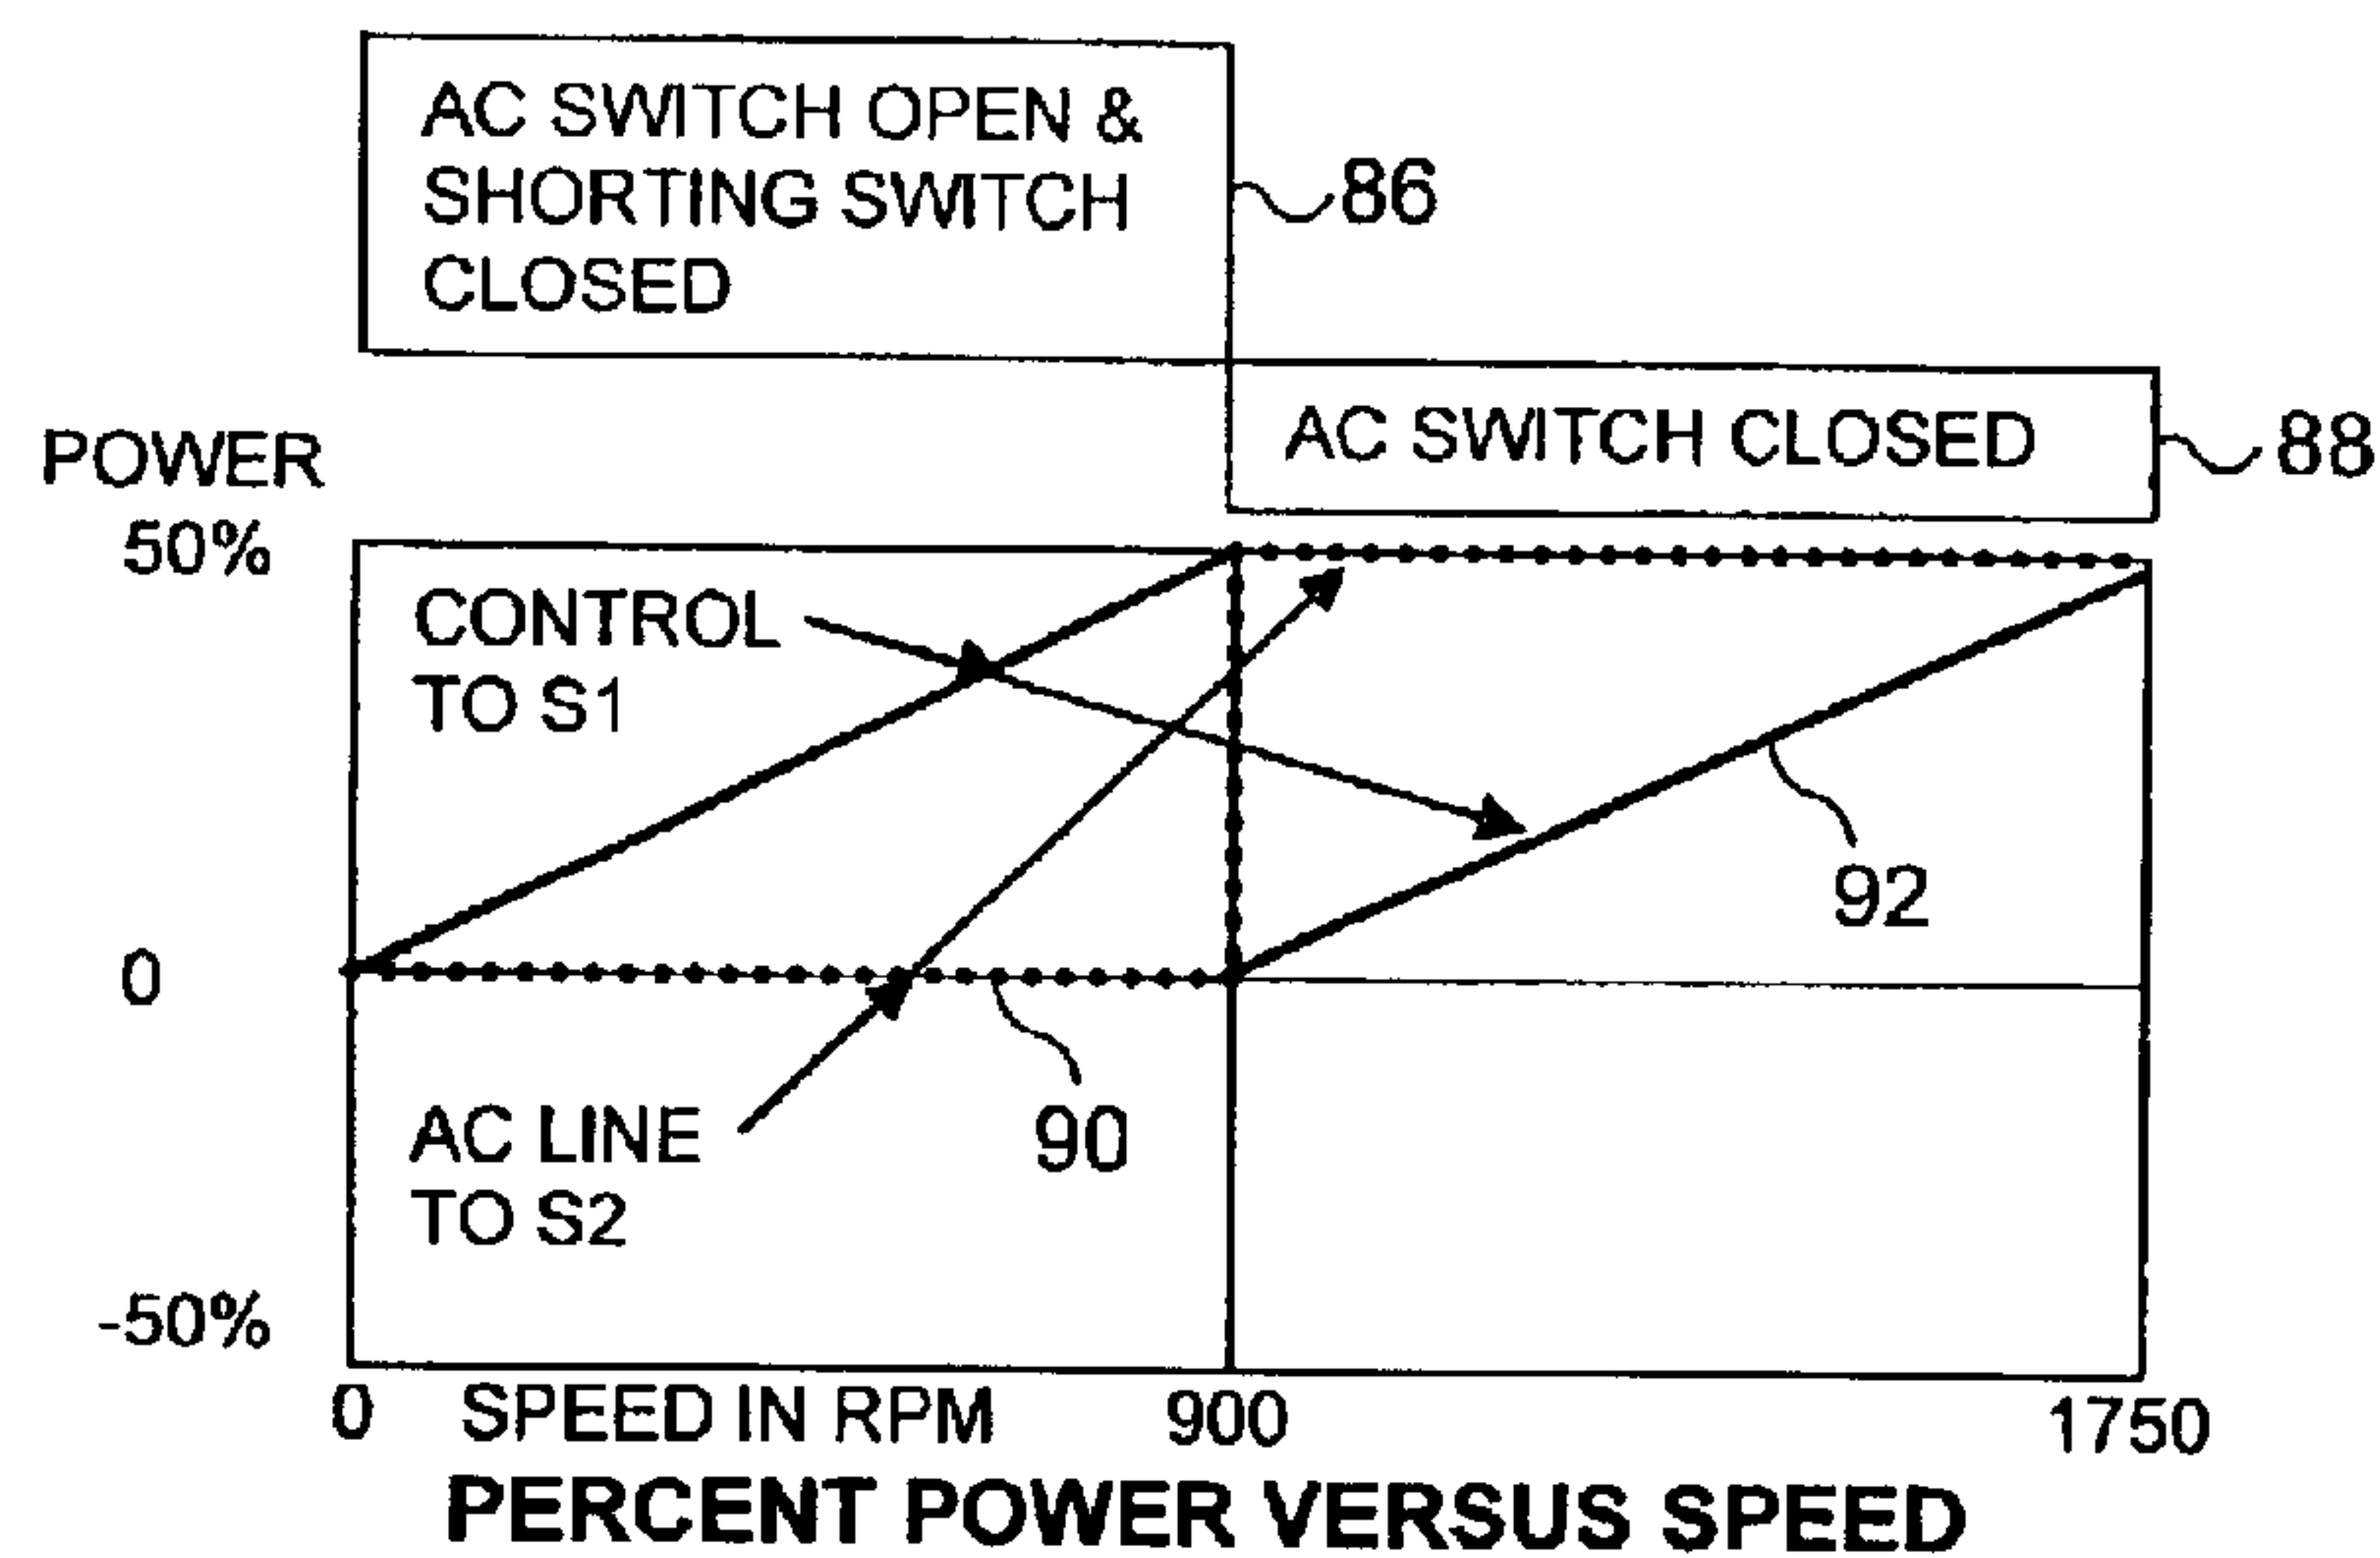 AC SWITCH OPEN &
SHORTING SWITCH
CLOSED
86
AC SWITCH CLOSED
88
POWER
50%
CONTROL
TO S1
92
0
AC LINE
TO S2
90
-50%
0
SPEED IN RPM
900
1750
PERCENT POWER VERSUS SPEED